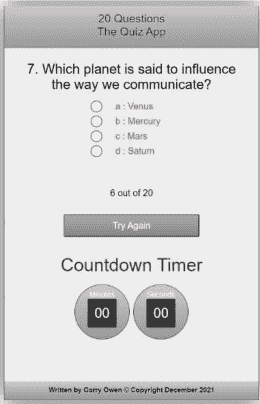 20 Questions
The Quiz App
7. Which planet is said to influence
the way we communicate?
a : Venus
b : Mercury
c : Mars
d : Saturn
6 out of 20
Try Again
Countdown Timer
Minutes Seconds
00 00
Written by Garry Owen © Copyright December 2021